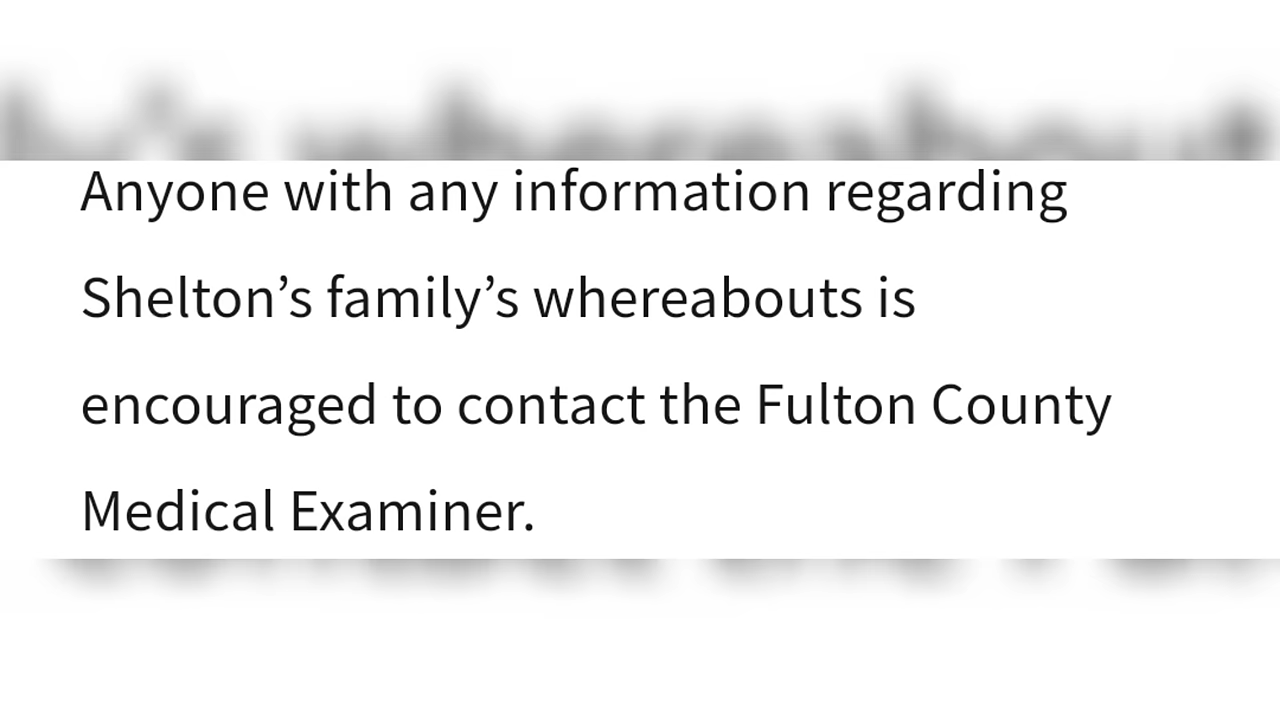 Anyone with any information regarding
Shelton’s family’s whereabouts is
encouraged to contact the Fulton County
Medical Examiner.